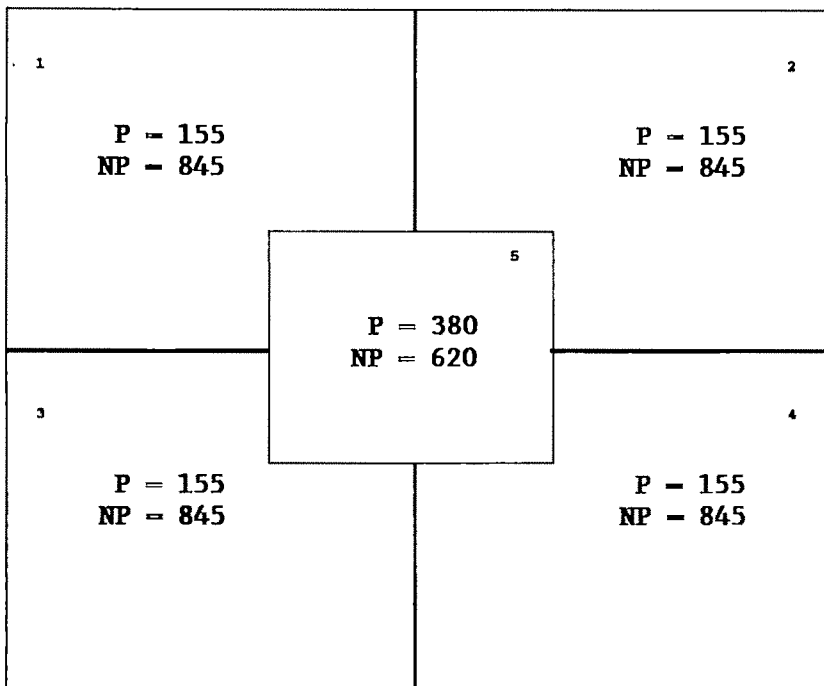 1
2
P = 155
NP = 845
P = 155
NP = 845
5
P = 380
NP = 620
3
4
P = 155
NP = 845
P = 155
NP = 845